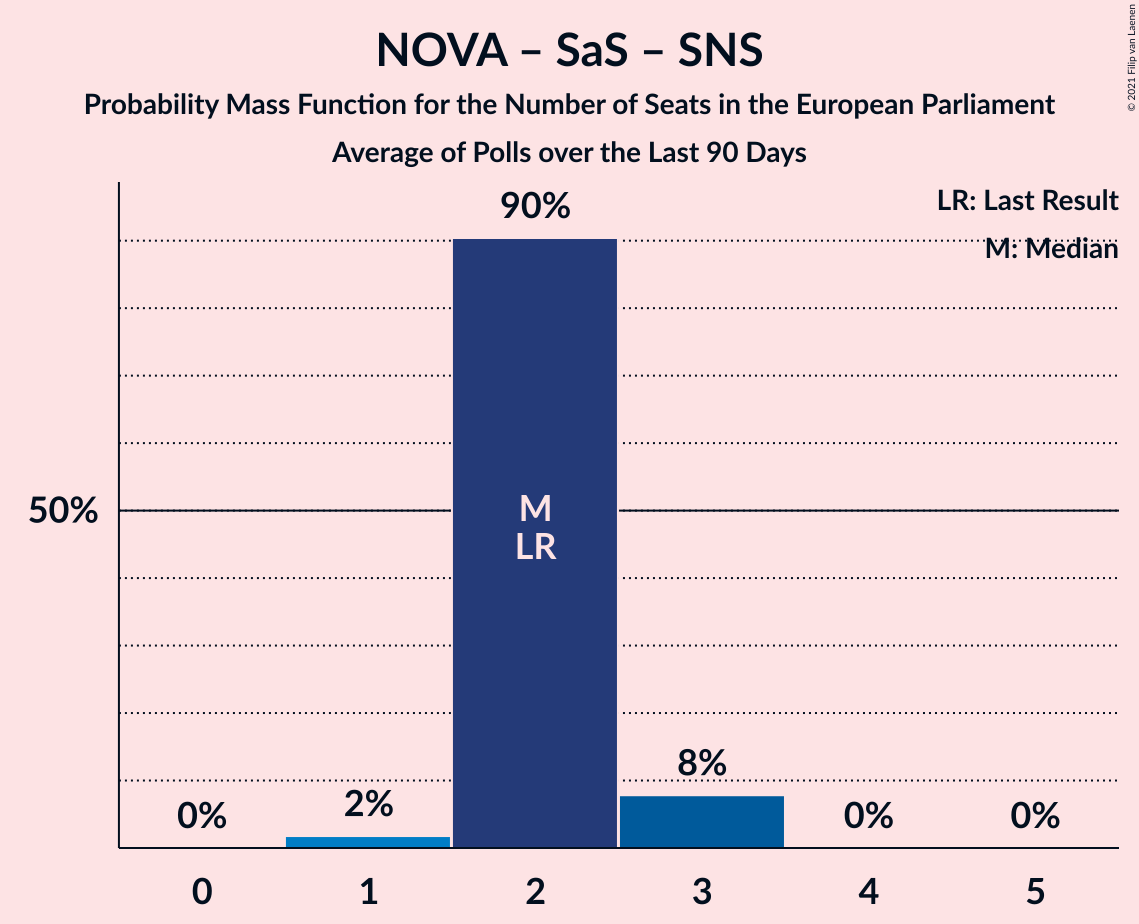 NOVA – SaS – SNS
Probability Mass Function for the Number of Seats in the European Parliament
Average of Polls over the Last 90 Days
© 2021 Filip van Laenen
LR: Last Result
M: Median
90%
50%
M
LR
8%
2%
0%
0%
0%
0
1
2
3
4
5